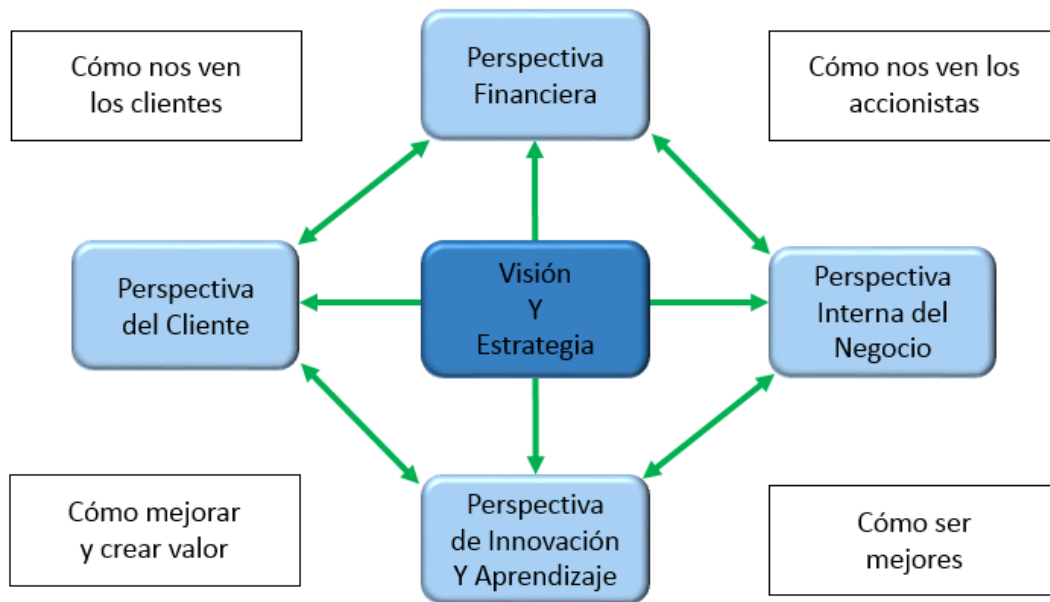 Cómo nos ven
los clientes
Perspectiva
Financiera
Cómo nos ven los
accionistas
Perspectiva
del Cliente
Visión
Y
Estrategia
Perspectiva
Interna del
Negocio
Cómo mejorar
y crear valor
Perspectiva
de Innovación
Y Aprendizaje
Cómo ser
mejores